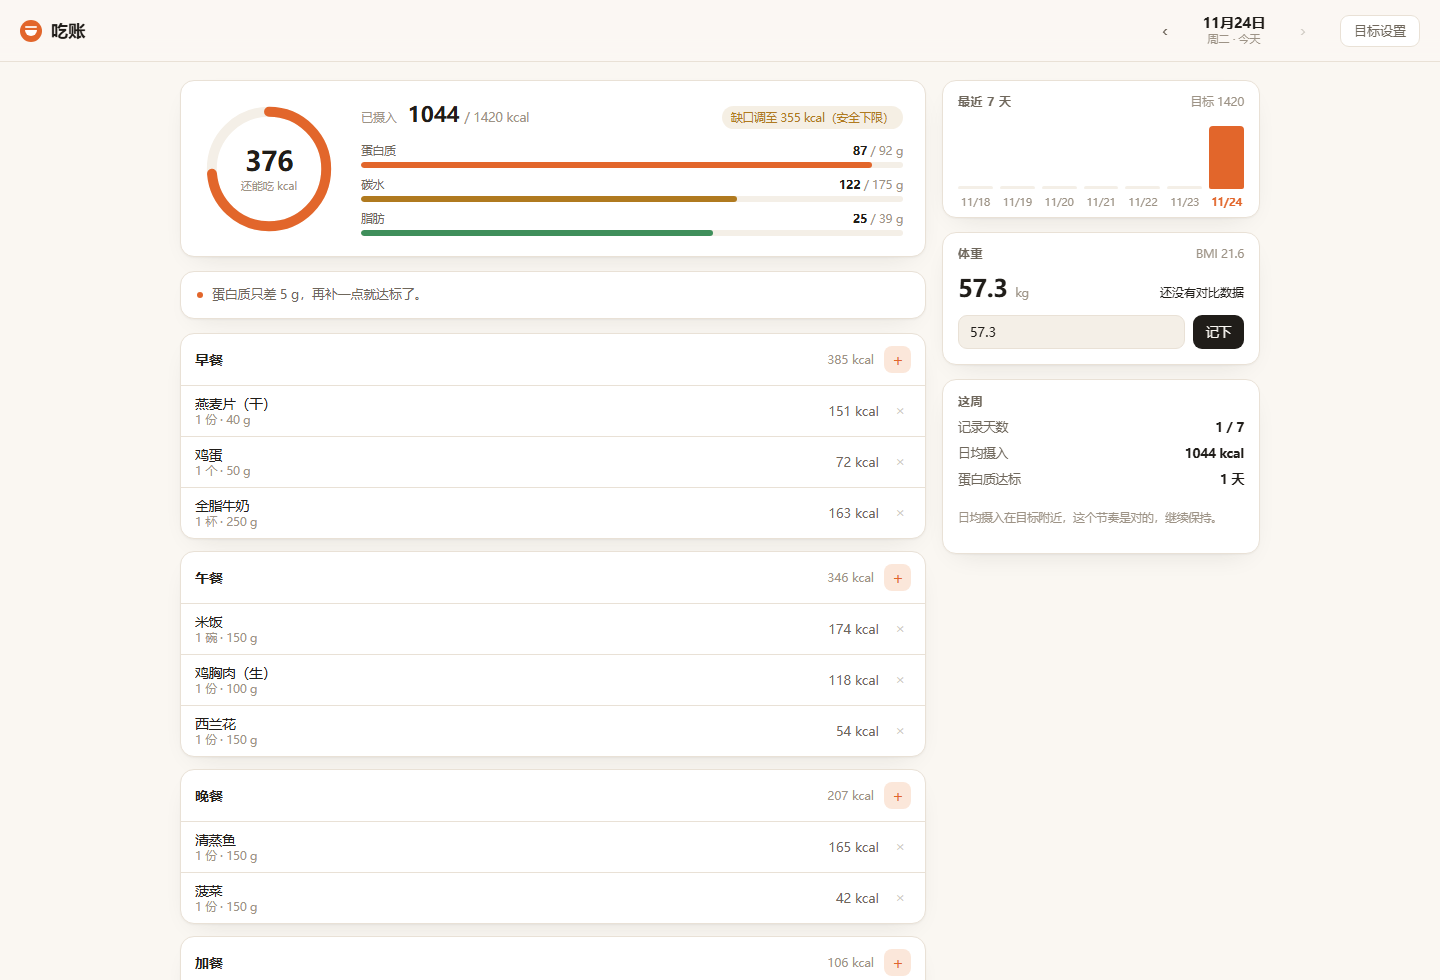 吃账
‹
11月24日
周二 · 今天
›
目标设置
376
还能吃 kcal
已摄入 1044 / 1420 kcal
缺口调至 355 kcal（安全下限）
蛋白质 87 / 92 g
碳水 122 / 175 g
脂肪 25 / 39 g
蛋白质只差 5 g，再补一点就达标了。
早餐 385 kcal +
燕麦片（干） 151 kcal ×
1 份 · 40 g
鸡蛋 72 kcal ×
1 个 · 50 g
全脂牛奶 163 kcal ×
1 杯 · 250 g
午餐 346 kcal +
米饭 174 kcal ×
1 碗 · 150 g
鸡胸肉（生） 118 kcal ×
1 份 · 100 g
西兰花 54 kcal ×
1 份 · 150 g
晚餐 207 kcal +
清蒸鱼 165 kcal ×
1 份 · 150 g
菠菜 42 kcal ×
1 份 · 150 g
加餐 106 kcal +
最近 7 天 目标 1420
11/18 11/19 11/20 11/21 11/22 11/23 11/24
体重 BMI 21.6
57.3 kg 还没有对比数据
57.3 记下
这周
记录天数 1 / 7
日均摄入 1044 kcal
蛋白质达标 1 天
日均摄入在目标附近，这个节奏是对的，继续保持。